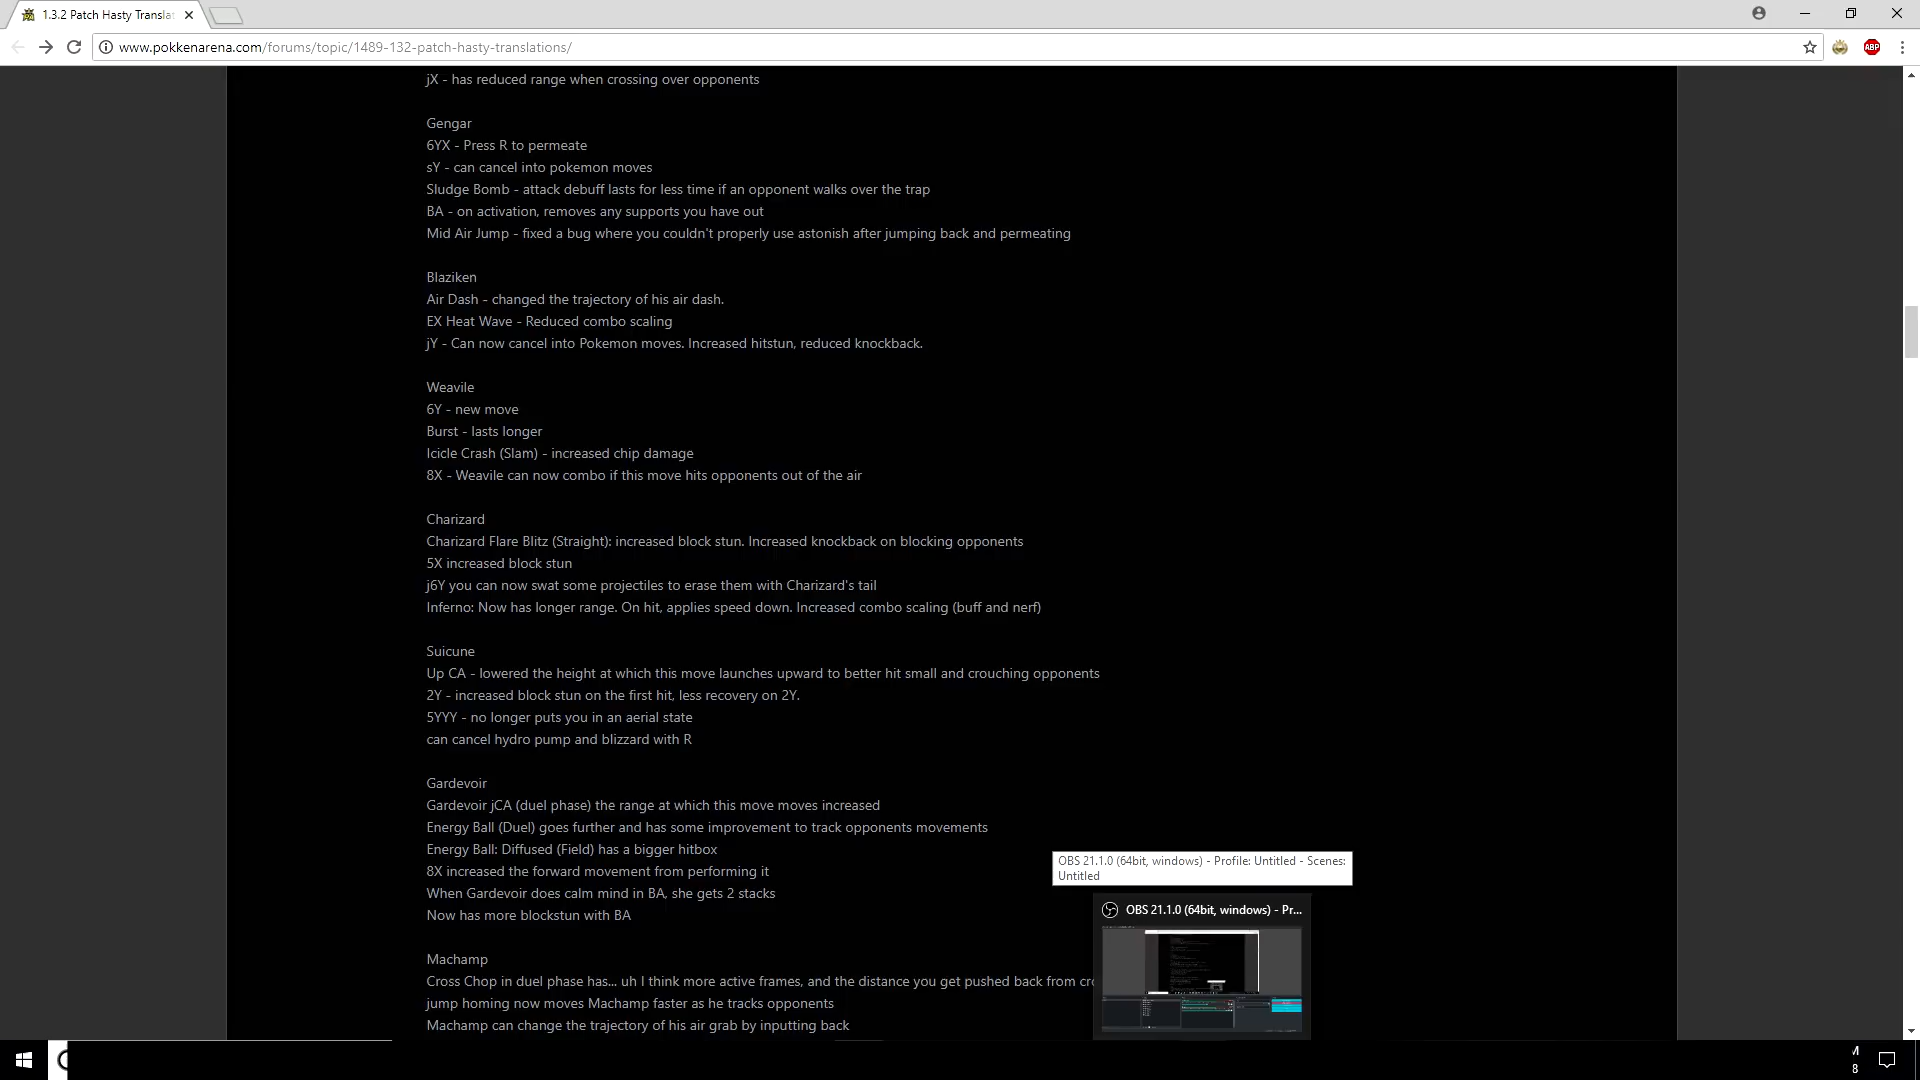 1.3.2 Patch Hasty Transla
www.pokkenarena.com/forums/topic/1489-132-patch-hasty-translations/
ABP
jX - has reduced range when crossing over opponents
Gengar
6YX - Press R to permeate
sY - can cancel into pokemon moves
Sludge Bomb - attack debuff lasts for less time if an opponent walks over the trap
BA - on activation, removes any supports you have out
Mid Air Jump - fixed a bug where you couldn't properly use astonish after jumping back and permeating
Blaziken
Air Dash - changed the trajectory of his air dash.
EX Heat Wave - Reduced combo scaling
jY - Can now cancel into Pokemon moves. Increased hitstun, reduced knockback.
Weavile
6Y - new move
Burst - lasts longer
Icicle Crash (Slam) - increased chip damage
8X - Weavile can now combo if this move hits opponents out of the air
Charizard
Charizard Flare Blitz (Straight): increased block stun. Increased knockback on blocking opponents
5X increased block stun
j6Y you can now swat some projectiles to erase them with Charizard's tail
Inferno: Now has longer range. On hit, applies speed down. Increased combo scaling (buff and nerf)
Suicune
Up CA - lowered the height at which this move launches upward to better hit small and crouching opponents
2Y - increased block stun on the first hit, less recovery on 2Y.
5YYY - no longer puts you in an aerial state
can cancel hydro pump and blizzard with R
Gardevoir
Gardevoir jCA (duel phase) the range at which this move moves increased
Energy Ball (Duel) goes further and has some improvement to track opponents movements
Energy Ball: Diffused (Field) has a bigger hitbox
8X increased the forward movement from performing it
When Gardevoir does calm mind in BA, she gets 2 stacks
Now has more blockstun with BA
OBS 21.1.0 (64bit, windows) - Profile: Untitled - Scenes:
Untitled
OBS 21.1.0 (64bit, windows) - Pr...
Machamp
Cross Chop in duel phase has... uh I think more active frames, and the distance you get pushed back from cr
jump homing now moves Machamp faster as he tracks opponents
Machamp can change the trajectory of his air grab by inputting back